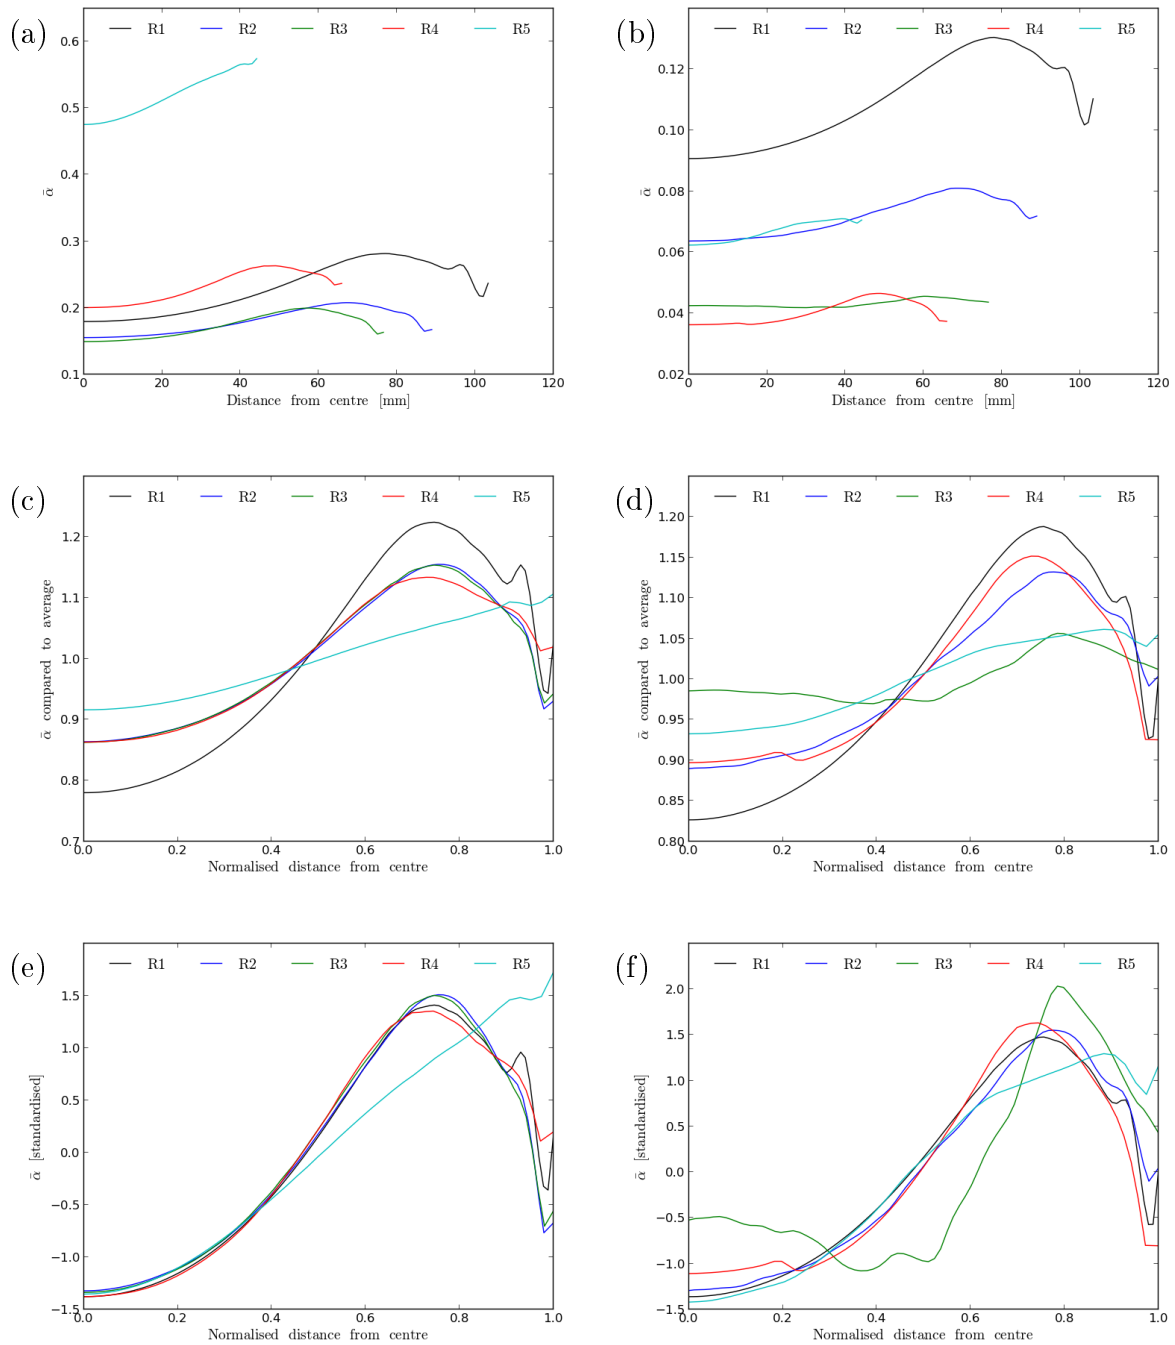 (a)
R1 R2 R3 R4 R5
0.6
0.5
0.4
0.3
0.2
0.1
ᾱ
0 20 40 60 80 100 120
Distance from centre [mm]
(b)
R1 R2 R3 R4 R5
0.12
0.10
0.08
0.06
0.04
0.02
ᾱ
0 20 40 60 80 100 120
Distance from centre [mm]
(c)
R1 R2 R3 R4 R5
1.2
1.1
1.0
0.9
0.8
0.7
ᾱ compared to average
0.0 0.2 0.4 0.6 0.8 1.0
Normalised distance from centre
(d)
R1 R2 R3 R4 R5
1.20
1.15
1.10
1.05
1.00
0.95
0.90
0.85
0.80
ᾱ compared to average
0.0 0.2 0.4 0.6 0.8 1.0
Normalised distance from centre
(e)
R1 R2 R3 R4 R5
1.5
1.0
0.5
0.0
−0.5
−1.0
−1.5
ᾱ [standardised]
0.0 0.2 0.4 0.6 0.8 1.0
Normalised distance from centre
(f)
R1 R2 R3 R4 R5
2.0
1.5
1.0
0.5
0.0
−0.5
−1.0
−1.5
ᾱ [standardised]
0.0 0.2 0.4 0.6 0.8 1.0
Normalised distance from centre